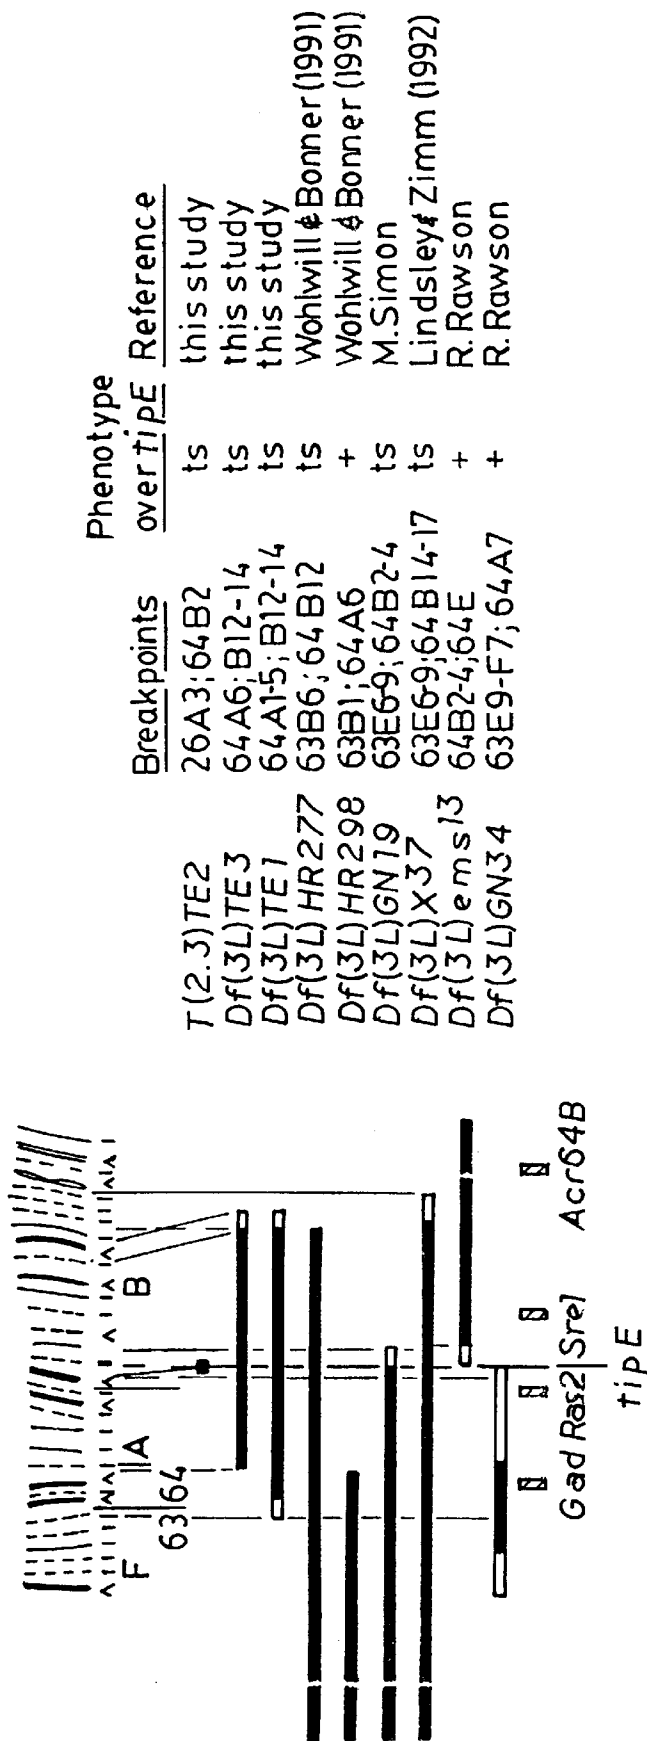 F
63|64
A
B
Gad Ras2 Src1 Acr64B
tipE
Phenotype
Breakpoints over tipE Reference
T(2.3)TE2 26A3;64B2 ts this study
Df(3L)TE3 64A6;B12-14 ts this study
Df(3L)TE1 64A1-5;B12-14 ts this study
Df(3L)HR277 63B6;64B12 ts Wohlwill & Bonner (1991)
Df(3L)HR298 63B1;64A6 + Wohlwill & Bonner (1991)
Df(3L)GN19 63E6-9;64B2-4 ts M.Simon
Df(3L)X37 63E6-9;64B14-17 ts Lindsley & Zimm (1992)
Df(3L)ems13 64B2-4;64E + R.Rawson
Df(3L)GN34 63E9-F7;64A7 + R.Rawson